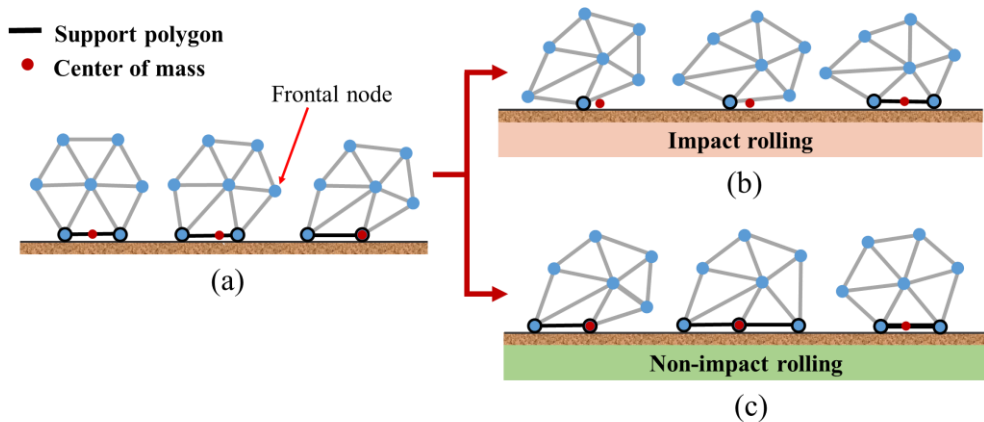 Support polygon
Center of mass
Frontal node
(a)
Impact rolling
(b)
Non-impact rolling
(c)